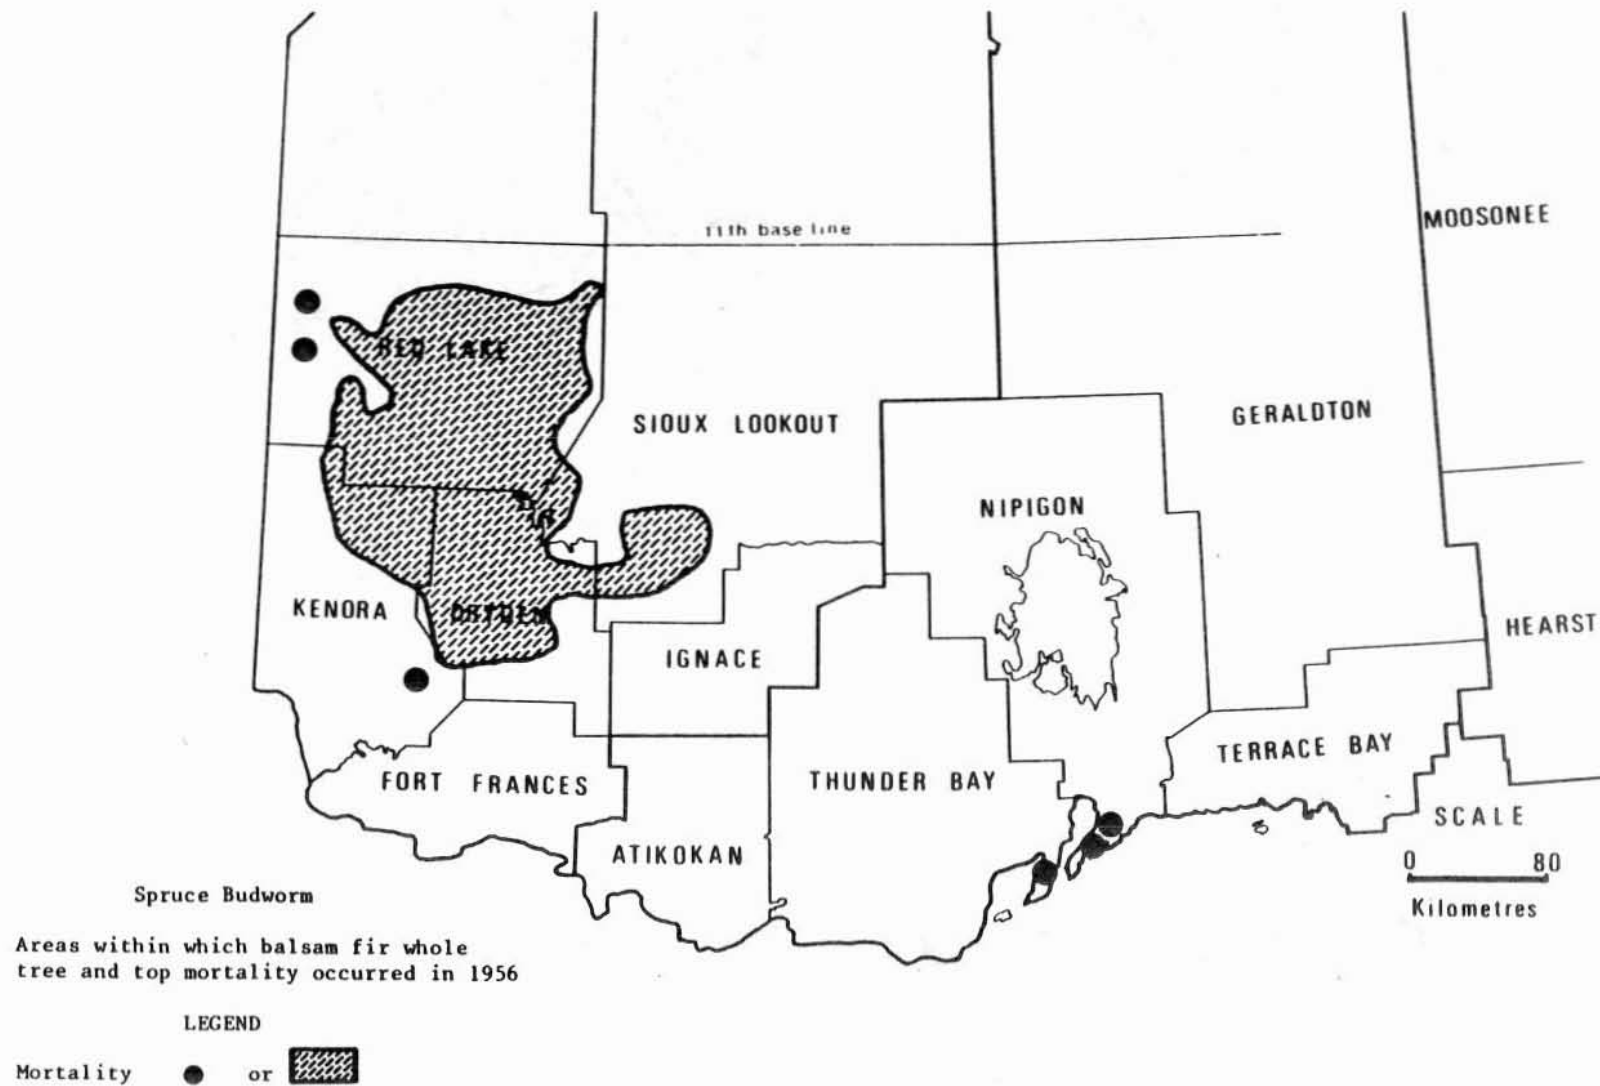 11th base line
MOOSONEE
RED LAKE
SIOUX LOOKOUT
GERALDTON
NIPIGON
KENORA
DRYDEN
HEARST
IGNACE
TERRACE BAY
FORT FRANCES
THUNDER BAY
ATIKOKAN
SCALE
0 80
Kilometres
Spruce Budworm
Areas within which balsam fir whole
tree and top mortality occurred in 1956
LEGEND
Mortality or